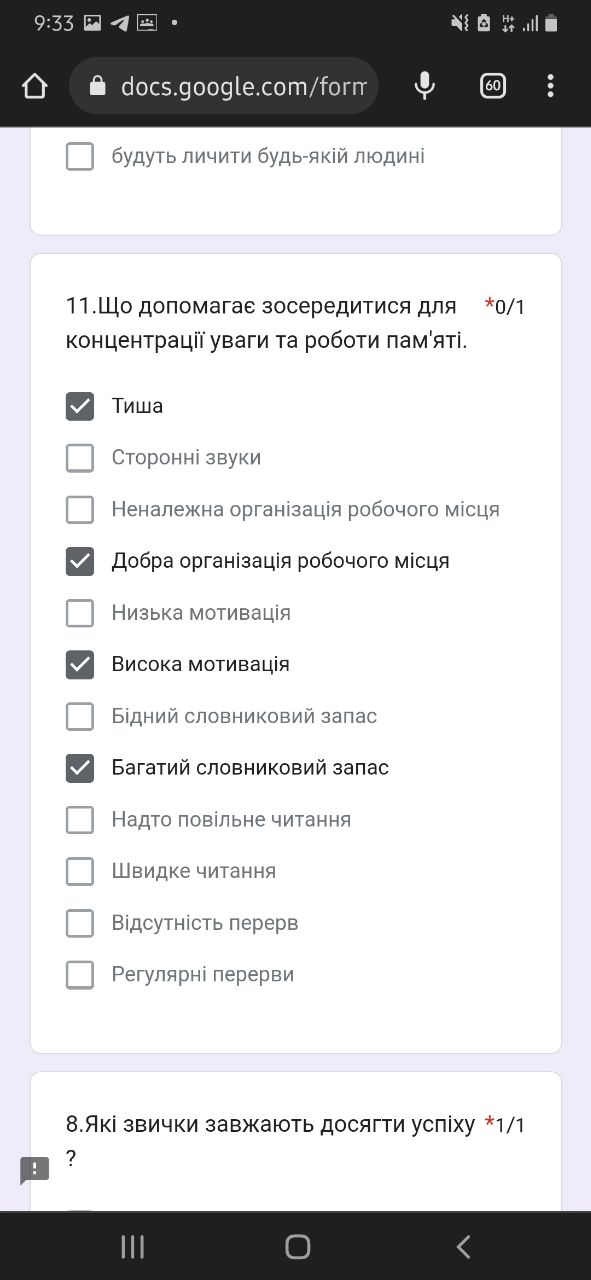 9:33
H+
docs.google.com/form
60
будуть личити будь-якій людині
11.Що допомагає зосередитися для *0/1
концентрації уваги та роботи пам'яті.
Тиша
Сторонні звуки
Неналежна організація робочого місця
Добра організація робочого місця
Низька мотивація
Висока мотивація
Бідний словниковий запас
Багатий словниковий запас
Надто повільне читання
Швидке читання
Відсутність перерв
Регулярні перерви
8.Які звички завжають досягти успіху *1/1
?